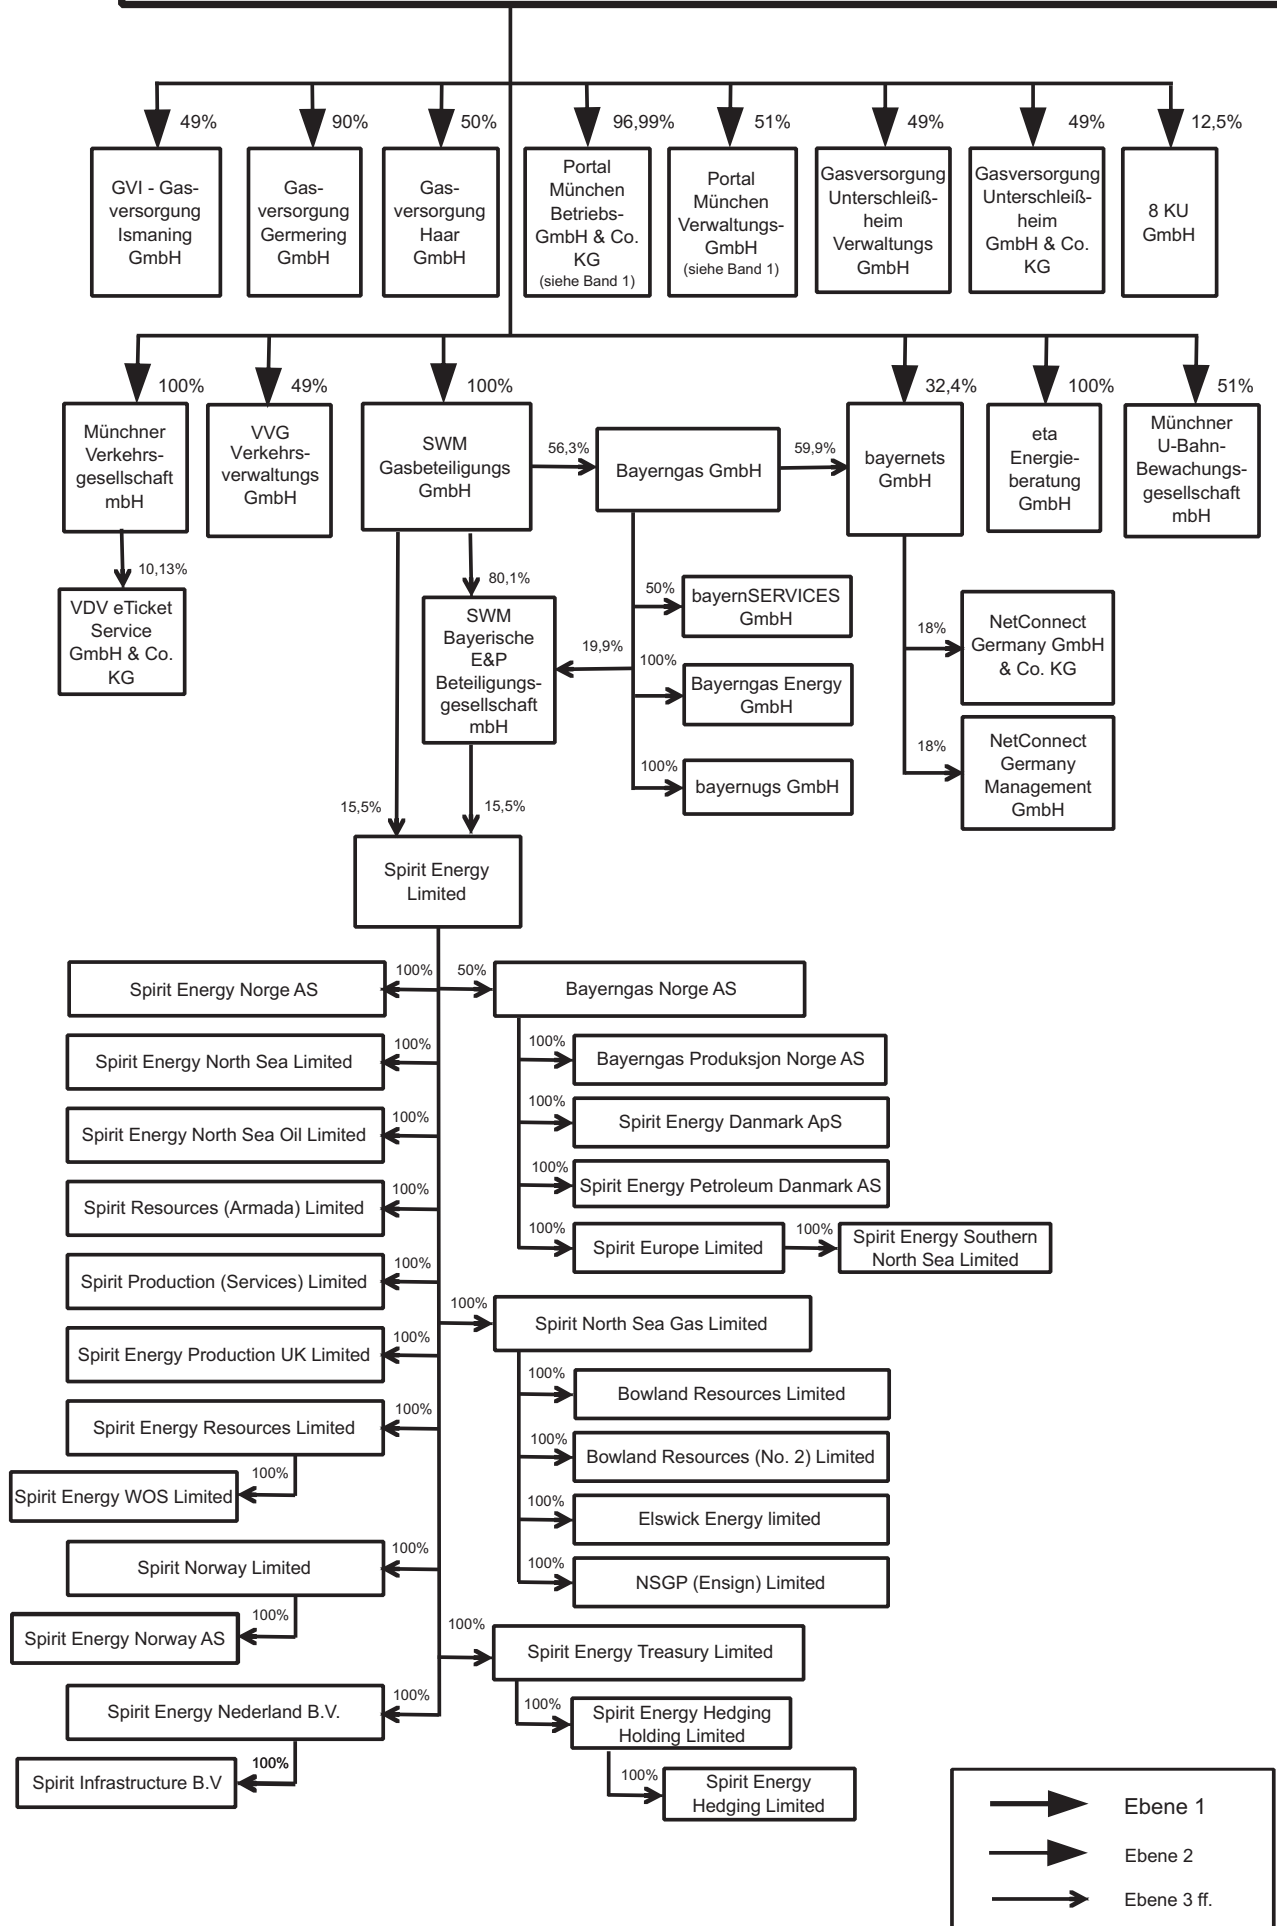 49%
90%
50%
96,99%
51%
49%
49%
12,5%
GVI - Gas-
versorgung
Ismaning
GmbH
Gas-
versorgung
Germering
GmbH
Gas-
versorgung
Haar
GmbH
Portal
München
Betriebs-
GmbH & Co.
KG
(siehe Band 1)
Portal
München
Verwaltungs-
GmbH
(siehe Band 1)
Gasversorgung
Unterschleiß-
heim
Verwaltungs
GmbH
Gasversorgung
Unterschleiß-
heim
GmbH & Co.
KG
8 KU
GmbH
100%
49%
100%
32,4%
100%
51%
Münchner
Verkehrs-
gesellschaft
mbH
VVG
Verkehrs-
verwaltungs
GmbH
SWM
Gasbeteiligungs
GmbH
56,3%
Bayerngas GmbH
59,9%
bayernets
GmbH
eta
Energie-
beratung
GmbH
Münchner
U-Bahn-
Bewachungs-
gesellschaft
mbH
10,13%
VDV eTicket
Service
GmbH & Co.
KG
80,1%
SWM
Bayerische
E&P
Beteiligungs-
gesellschaft
mbH
19,9%
50%
bayernSERVICES
GmbH
100%
Bayerngas Energy
GmbH
100%
bayernugs GmbH
18%
NetConnect
Germany GmbH
& Co. KG
18%
NetConnect
Germany
Management
GmbH
15,5%
15,5%
Spirit Energy
Limited
100%
50%
Spirit Energy Norge AS
Bayerngas Norge AS
100%
Spirit Energy North Sea Limited
100%
Bayerngas Produksjon Norge AS
100%
Spirit Energy North Sea Oil Limited
100%
Spirit Energy Danmark ApS
100%
Spirit Resources (Armada) Limited
100%
Spirit Energy Petroleum Danmark AS
100%
Spirit Production (Services) Limited
100%
Spirit Europe Limited
100%
Spirit Energy Southern
North Sea Limited
100%
Spirit North Sea Gas Limited
100%
Spirit Energy Production UK Limited
100%
Bowland Resources Limited
100%
Spirit Energy Resources Limited
100%
Bowland Resources (No. 2) Limited
100%
Spirit Energy WOS Limited
100%
Elswick Energy limited
100%
Spirit Norway Limited
100%
NSGP (Ensign) Limited
100%
Spirit Energy Norway AS
100%
Spirit Energy Treasury Limited
100%
Spirit Energy Nederland B.V.
100%
Spirit Energy Hedging
Holding Limited
100%
Spirit Infrastructure B.V
100%
Spirit Energy
Hedging Limited
Ebene 1
Ebene 2
Ebene 3 ff.